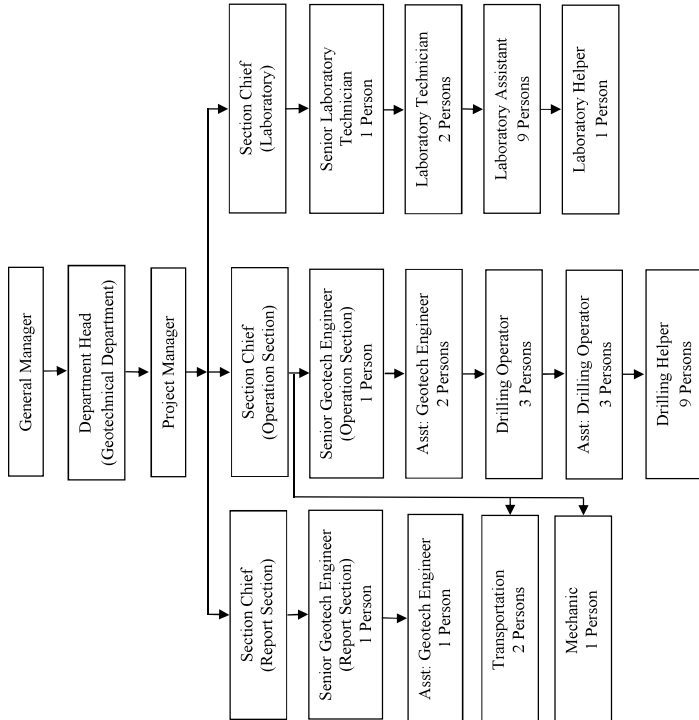 General Manager
Department Head
(Geotechnical Department)
Project Manager
Section Chief
(Report Section)
Senior Geotech Engineer
(Report Section)
1 Person
Asst: Geotech Engineer
1 Person
Transportation
2 Persons
Mechanic
1 Person
Section Chief
(Operation Section)
Senior Geotech Engineer
(Operation Section)
1 Person
Asst: Geotech Engineer
2 Persons
Drilling Operator
3 Persons
Asst: Drilling Operator
3 Persons
Drilling Helper
9 Persons
Section Chief
(Laboratory)
Senior Laboratory
Technician
1 Person
Laboratory Technician
2 Persons
Laboratory Assistant
9 Persons
Laboratory Helper
1 Person